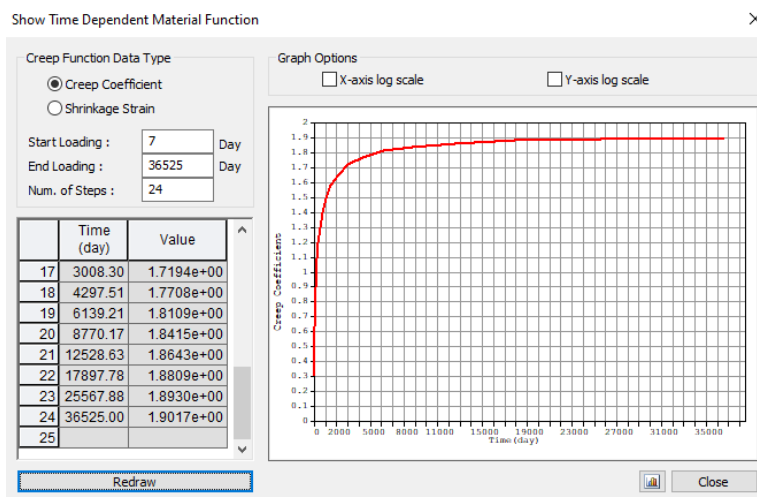 Show Time Dependent Material Function
Creep Function Data Type
Creep Coefficient
Shrinkage Strain
Start Loading : 7 Day
End Loading : 36525 Day
Num. of Steps : 24
Time (day) Value
17 3008.30 1.7194e+00
18 4297.51 1.7708e+00
19 6139.21 1.8109e+00
20 8770.17 1.8415e+00
21 12528.63 1.8643e+00
22 17897.78 1.8809e+00
23 25567.88 1.8930e+00
24 36525.00 1.9017e+00
25
Redraw
Graph Options
X-axis log scale Y-axis log scale
2
1.9
1.8
1.7
1.6
1.5
1.4
1.3
1.2
1.1
1
0.9
0.8
0.7
0.6
0.5
0.4
0.3
0.2
0.1
0
Creep Coefficient
0 2000 5000 8000 11000 15000 19000 23000 27000 31000 35000
Time(day)
Close